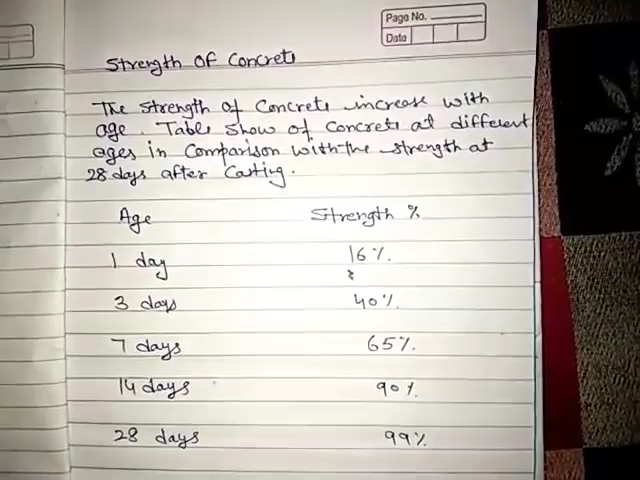 Page No.
Date
Strength of Concrete
The strength of Concrete increase with
age. Table show of concrete at different
ages in comparison with the strength at
28 days after Casting.
Age Strength %
1 day 16%.
3 days 40%.
7 days 65%.
14 days 90%.
28 days 99%.